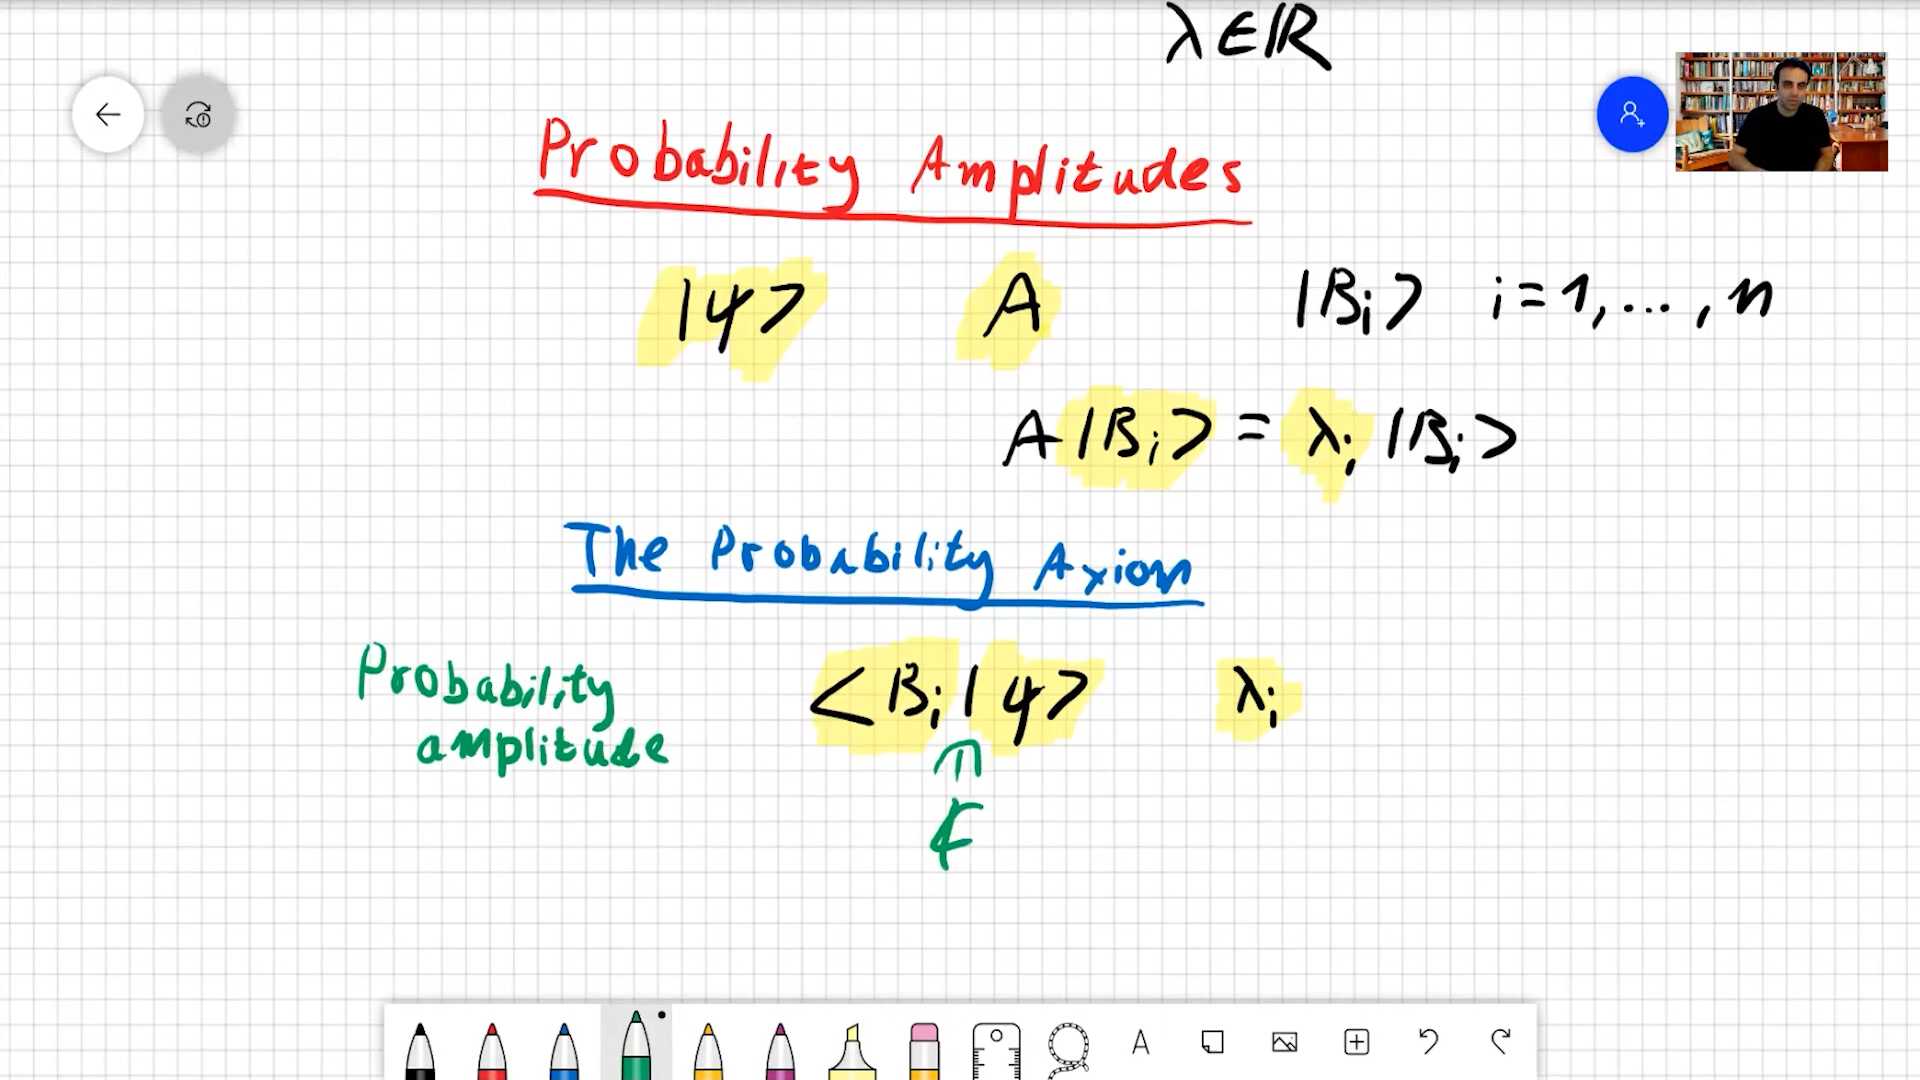 λ ∈ ℝ
Probability Amplitudes
|ψ> A |Bᵢ> i = 1, ... , n
A |Bᵢ> = λᵢ |Bᵢ>
The Probability Axiom
Probability amplitude
<Bᵢ|ψ> λᵢ
ℂ
A